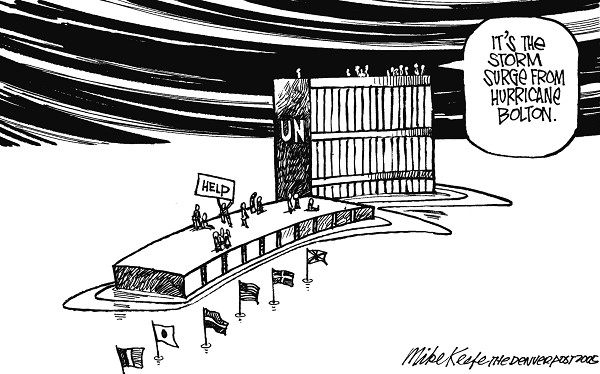 IT'S THE
STORM
SURGE FROM
HURRICANE
BOLTON.
UN
HELP
Mike Keefe THE DENVER POST 2005